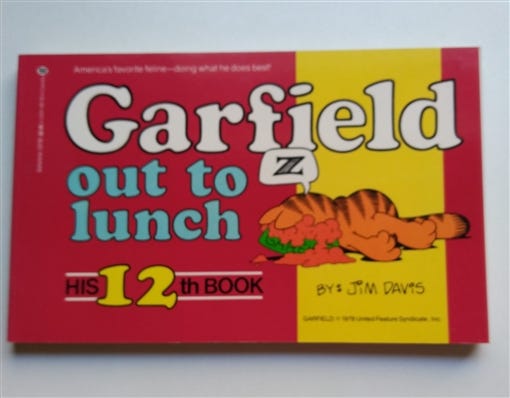 America's favorite feline—doing what he does best!
Garfield
Z
out to
lunch
HIS 12th BOOK
BY: JIM DAVIS
GARFIELD: © 1978 United Feature Syndicate, Inc.